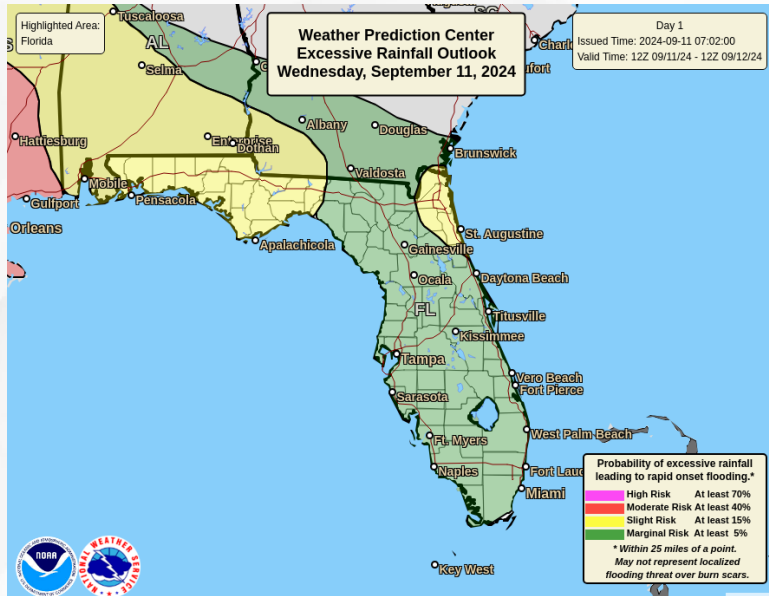 Highlighted Area:
Florida
Weather Prediction Center
Excessive Rainfall Outlook
Wednesday, September 11, 2024
Day 1
Issued Time: 2024-09-11 07:02:00
Valid Time: 12Z 09/11/24 - 12Z 09/12/24
Tuscaloosa
AL
SC
Selma
Albany
Douglas
Hattiesburg
Enterprise
Dothan
Brunswick
Valdosta
Mobile
Pensacola
Gulfport
Orleans
Apalachicola
St. Augustine
Gainesville
Ocala
Daytona Beach
FL
Titusville
Kissimmee
Tampa
Vero Beach
Fort Pierce
Sarasota
West Palm Beach
Ft. Myers
Naples
Fort Laud
Miami
Key West
Probability of excessive rainfall
leading to rapid onset flooding.*
High Risk At least 70%
Moderate Risk At least 40%
Slight Risk At least 15%
Marginal Risk At least 5%
* Within 25 miles of a point.
May not represent localized
flooding threat over burn scars.
NOAA
NATIONAL WEATHER SERVICE